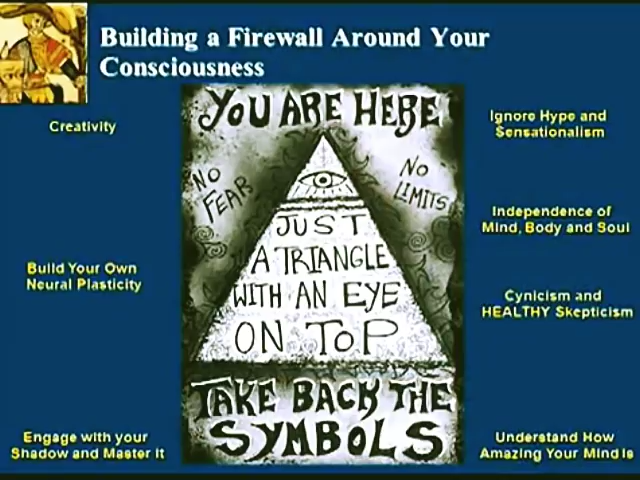 Building a Firewall Around Your
Consciousness
Creativity
Build Your Own
Neural Plasticity
Engage with your
Shadow and Master it
YOU ARE HERE
NO
FEAR
NO
LIMITS
JUST
A TRIANGLE
WITH AN EYE
ON TOP
TAKE BACK THE
SYMBOLS
Ignore Hype and
Sensationalism
Independence of
Mind, Body and Soul
Cynicism and
HEALTHY Skepticism
Understand How
Amazing Your Mind is